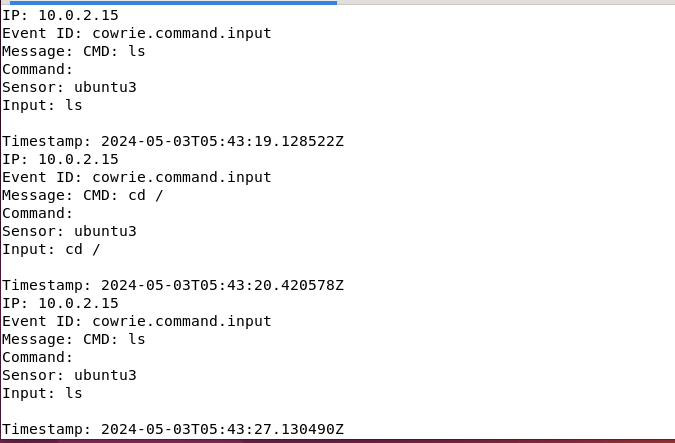 IP: 10.0.2.15
Event ID: cowrie.command.input
Message: CMD: ls
Command:
Sensor: ubuntu3
Input: ls
Timestamp: 2024-05-03T05:43:19.128522Z
IP: 10.0.2.15
Event ID: cowrie.command.input
Message: CMD: cd /
Command:
Sensor: ubuntu3
Input: cd /
Timestamp: 2024-05-03T05:43:20.420578Z
IP: 10.0.2.15
Event ID: cowrie.command.input
Message: CMD: ls
Command:
Sensor: ubuntu3
Input: ls
Timestamp: 2024-05-03T05:43:27.130490Z